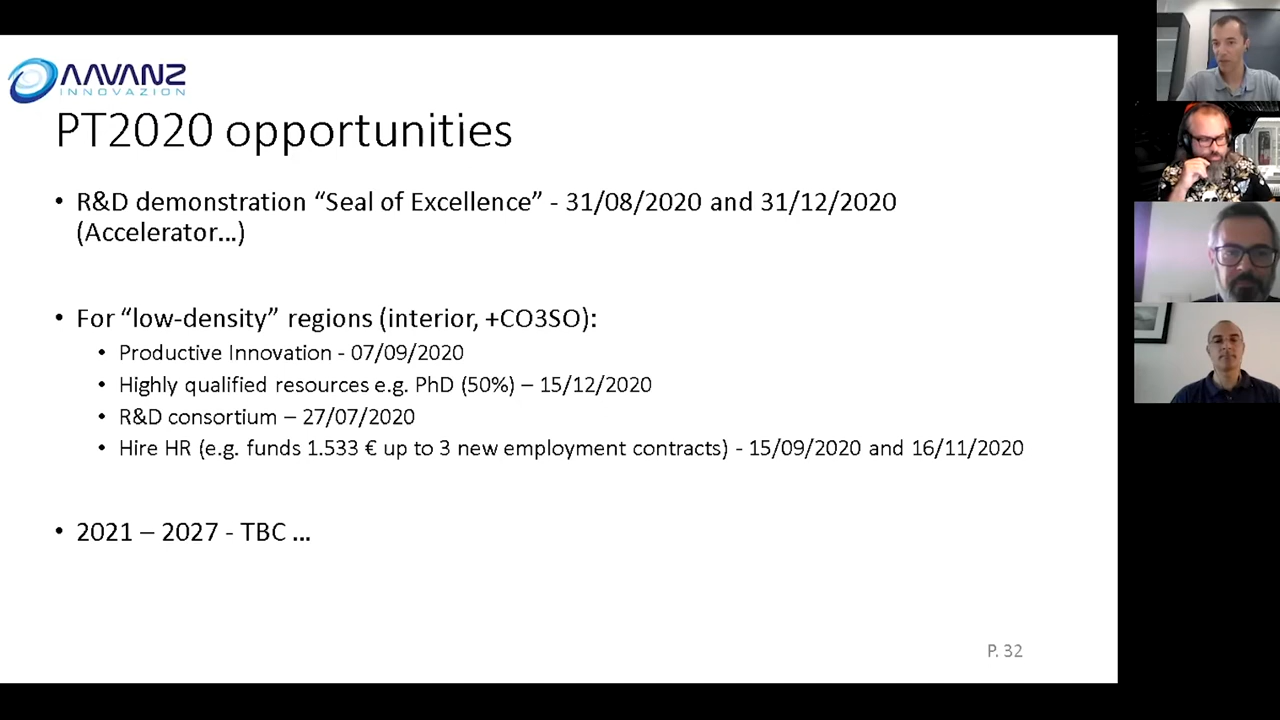 AAVANZ
INNOVAZION
PT2020 opportunities
• R&D demonstration “Seal of Excellence” - 31/08/2020 and 31/12/2020
(Accelerator…)
• For “low-density” regions (interior, +CO3SO):
• Productive Innovation - 07/09/2020
• Highly qualified resources e.g. PhD (50%) – 15/12/2020
• R&D consortium – 27/07/2020
• Hire HR (e.g. funds 1.533 € up to 3 new employment contracts) - 15/09/2020 and 16/11/2020
• 2021 – 2027 - TBC …
P. 32